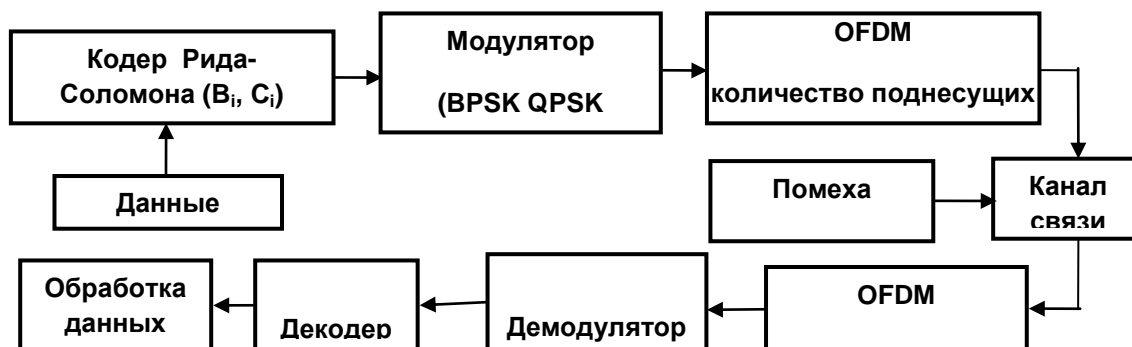 Кодер Рида-
Соломона (Bi, Ci)
Модулятор
(BPSK QPSK
OFDM
количество поднесущих
Данные
Помеха
Канал
связи
Обработка
данных
Декодер
Демодулятор
OFDM